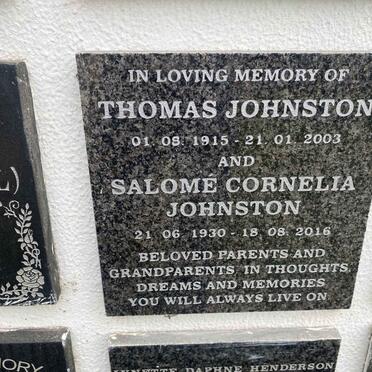 IN LOVING MEMORY OF
THOMAS JOHNSTON
01. 08. 1915 - 21. 01. 2003
AND
SALOMÉ CORNELIA
JOHNSTON
21. 06. 1930 - 18. 08. 2016
BELOVED PARENTS AND
GRANDPARENTS, IN THOUGHTS,
DREAMS AND MEMORIES
YOU WILL ALWAYS LIVE ON
LYNETTE DAPHNE HENDERSON